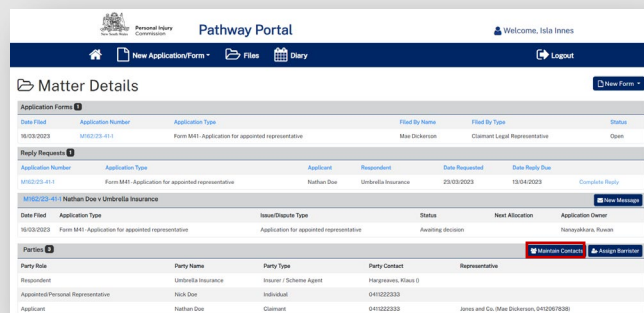 New South Wales
Personal Injury
Commission
Pathway Portal
Welcome, Isla Innes
New Application/Form
Files
Diary
Logout
Matter Details
New Form
Application Forms 1
Date Filed Application Number Application Type Filed By Name Filed By Type Status
16/03/2023 M162/23-41-1 Form M41 - Application for appointed representative Mae Dickerson Claimant Legal Representative Open
Reply Requests 1
Application Number Application Type Applicant Respondent Date Requested Date Reply Due
M162/23-41-1 Form M41 - Application for appointed representative Nathan Doe Umbrella Insurance 23/03/2023 13/04/2023 Complete Reply
M162/23-41-1 Nathan Doe v Umbrella Insurance New Message
Date Filed Application Type Issue/Dispute Type Status Next Allocation Application Owner
16/03/2023 Form M41 - Application for appointed representative Application for appointed representative Awaiting decision Nanayakkara, Ruwan
Parties 3 Maintain Contacts Assign Barrister
Party Role Party Name Party Type Party Contact Representative
Respondent Umbrella Insurance Insurer / Scheme Agent Hargreaves, Klaus ()
Appointed/Personal Representative Nick Doe Individual 0411222333
Applicant Nathan Doe Claimant 0411222333 Jones and Co. (Mae Dickerson, 0412067838)